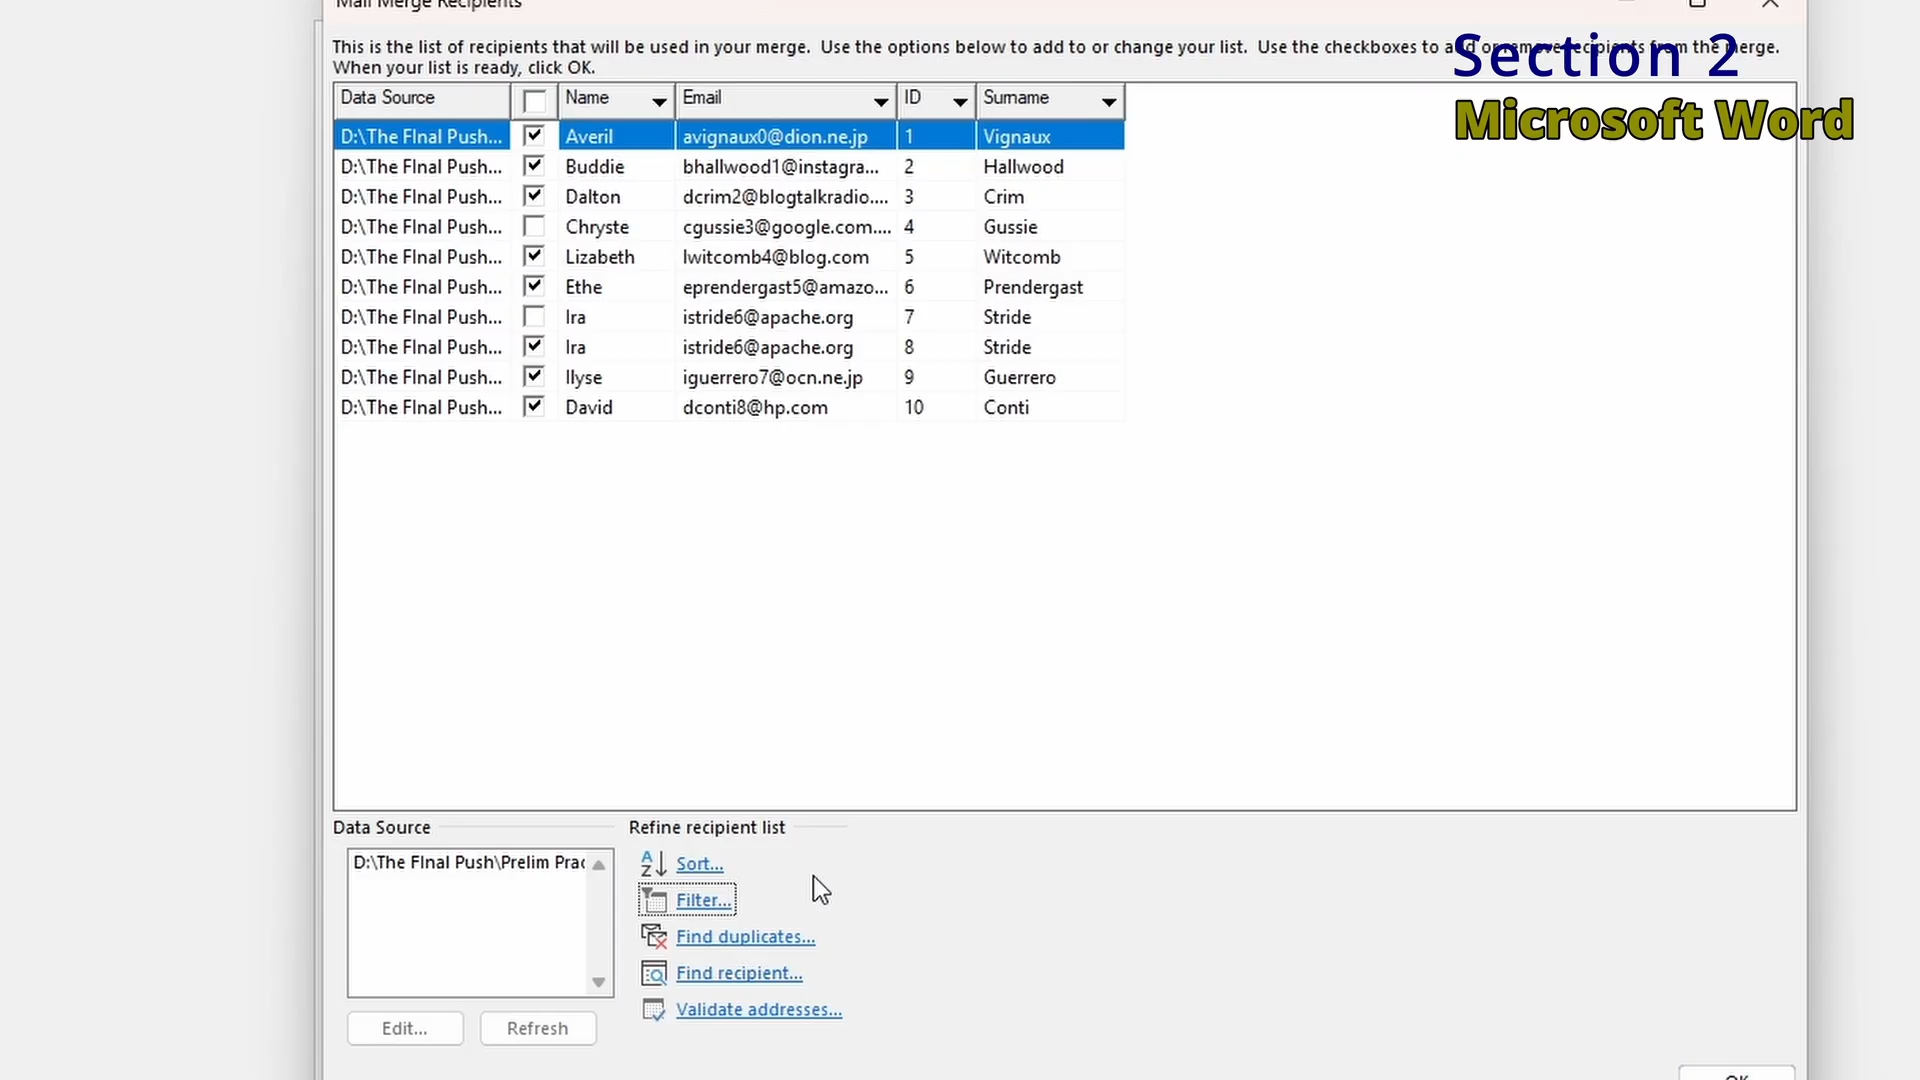 Mail Merge Recipients
Section 2
Microsoft Word
This is the list of recipients that will be used in your merge.  Use the options below to add to or change your list.  Use the checkboxes to add or remove recipients from the merge.
When your list is ready, click OK.
Data Source Name Email ID Surname
D:\The FInal Push... Averil avignaux0@dion.ne.jp 1 Vignaux
D:\The FInal Push... Buddie bhallwood1@instagra... 2 Hallwood
D:\The FInal Push... Dalton dcrim2@blogtalkradio.... 3 Crim
D:\The FInal Push... Chryste cgussie3@google.com.... 4 Gussie
D:\The FInal Push... Lizabeth lwitcomb4@blog.com 5 Witcomb
D:\The FInal Push... Ethe eprendergast5@amazo... 6 Prendergast
D:\The FInal Push... Ira istride6@apache.org 7 Stride
D:\The FInal Push... Ira istride6@apache.org 8 Stride
D:\The FInal Push... Ilyse iguerrero7@ocn.ne.jp 9 Guerrero
D:\The FInal Push... David dconti8@hp.com 10 Conti
Data Source
D:\The FInal Push\Prelim Prac
Edit... Refresh
Refine recipient list
Sort...
Filter...
Find duplicates...
Find recipient...
Validate addresses...
OK